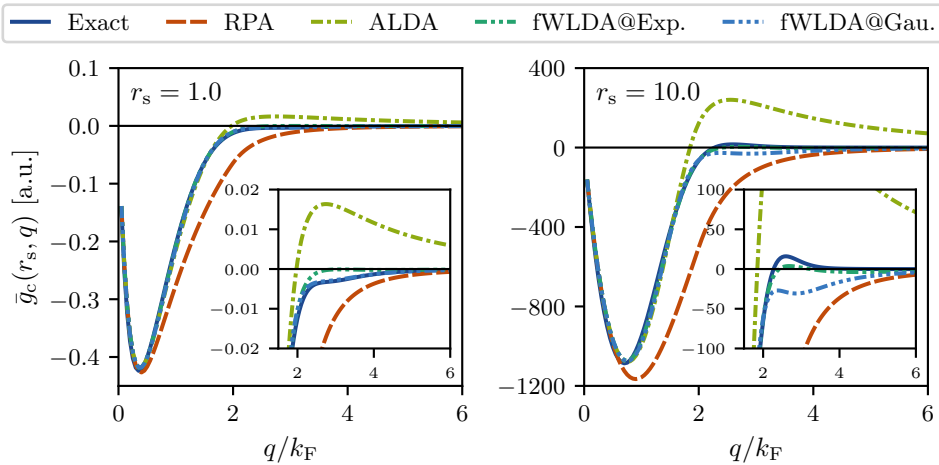 Exact RPA ALDA fWLDA@Exp. fWLDA@Gau.
r_s = 1.0
r_s = 10.0
ḡ_c(r_s, q) [a.u.]
0.1
0.0
−0.1
−0.2
−0.3
−0.4
0 2 4 6
q/k_F
0.02
0.01
0.00
−0.01
−0.02
2 4 6
400
0
−400
−800
−1200
0 1 2 3 4 5 6
q/k_F
100
50
0
−50
−100
2 4 6